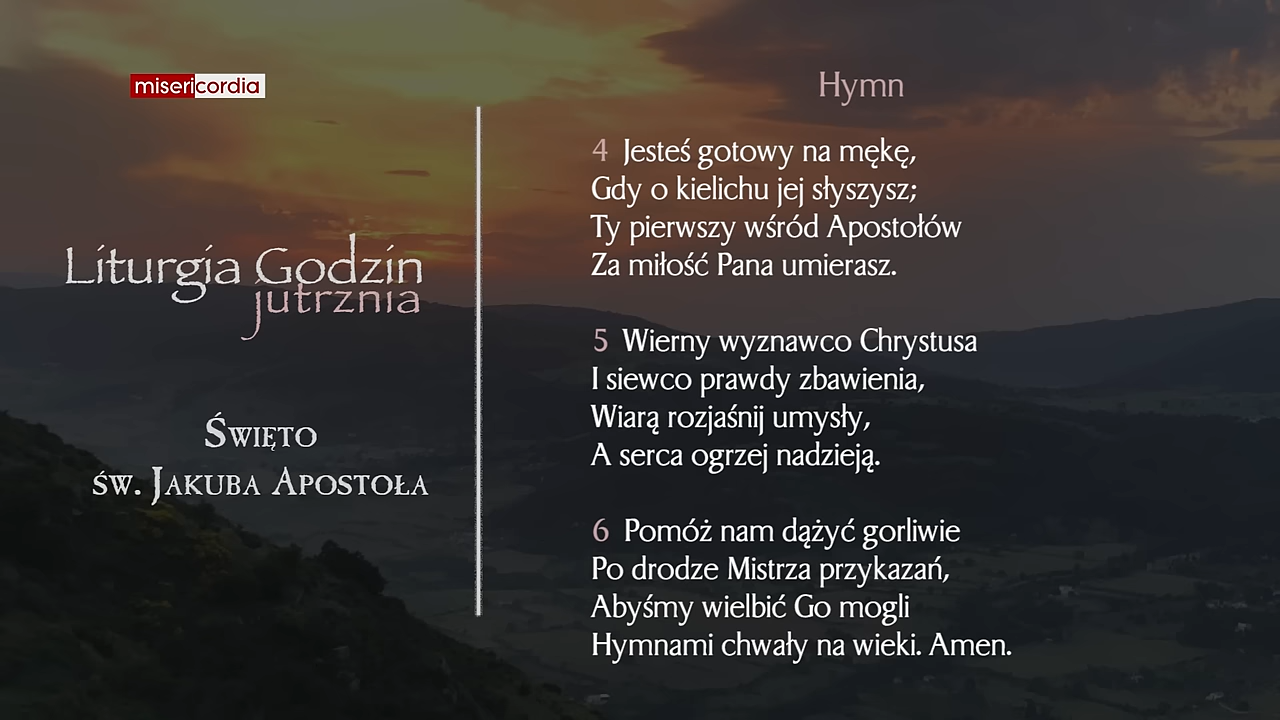 misericordia
Liturgia Godzin
jutrznia
Święto
św. Jakuba Apostoła
Hymn
4 Jesteś gotowy na mękę,
Gdy o kielichu jej słyszysz;
Ty pierwszy wśród Apostołów
Za miłość Pana umierasz.
5 Wierny wyznawco Chrystusa
I siewco prawdy zbawienia,
Wiarą rozjaśnij umysły,
A serca ogrzej nadzieją.
6 Pomóż nam dążyć gorliwie
Po drodze Mistrza przykazań,
Abyśmy wielbić Go mogli
Hymnami chwały na wieki. Amen.